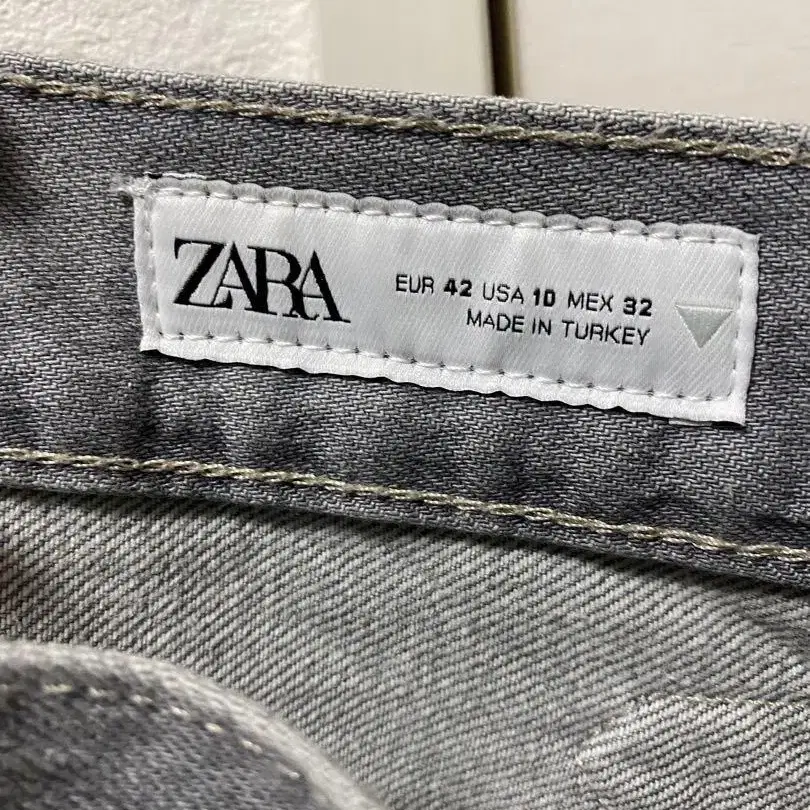 ZARA
EUR 42 USA 10 MEX 32
MADE IN TURKEY